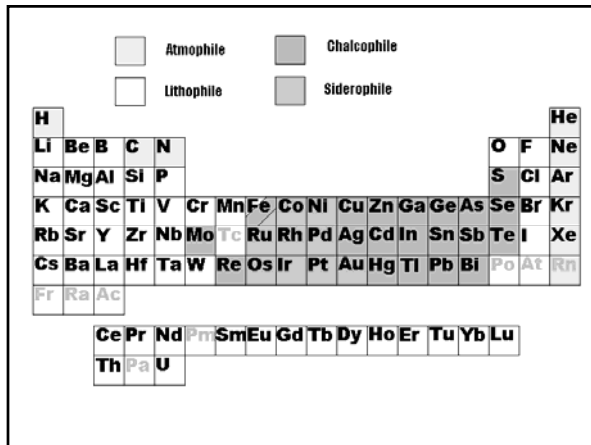 Atmophile Chalcophile
Lithophile Siderophile
H He
Li Be B C N O F Ne
Na Mg Al Si P S Cl Ar
K Ca Sc Ti V Cr Mn Fe Co Ni Cu Zn Ga Ge As Se Br Kr
Rb Sr Y Zr Nb Mo Tc Ru Rh Pd Ag Cd In Sn Sb Te I Xe
Cs Ba La Hf Ta W Re Os Ir Pt Au Hg Tl Pb Bi Po At Rn
Fr Ra Ac
Ce Pr Nd Pm Sm Eu Gd Tb Dy Ho Er Tu Yb Lu
Th Pa U